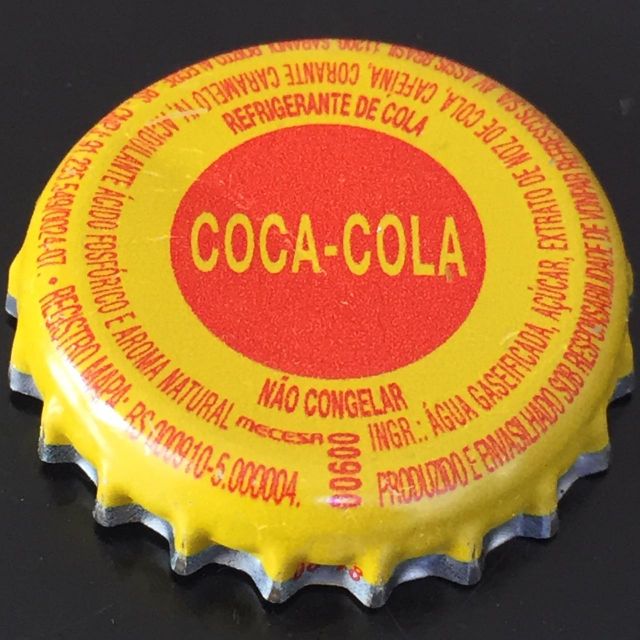 REFRIGERANTE DE COLA
COCA-COLA
NÃO CONGELAR
mecesa
00600
INGR.: ÁGUA GASEIFICADA, AÇÚCAR, EXTRATO DE NOZ DE COLA, CAFEÍNA, CORANTE CARAMELO IV, ACIDULANTE ÁCIDO FOSFÓRICO E AROMA NATURAL
PRODUZIDO E ENVASILHADO SOB RESPONSABILIDADE DE
REGISTRO MAPA: RS 000910-5.000004.